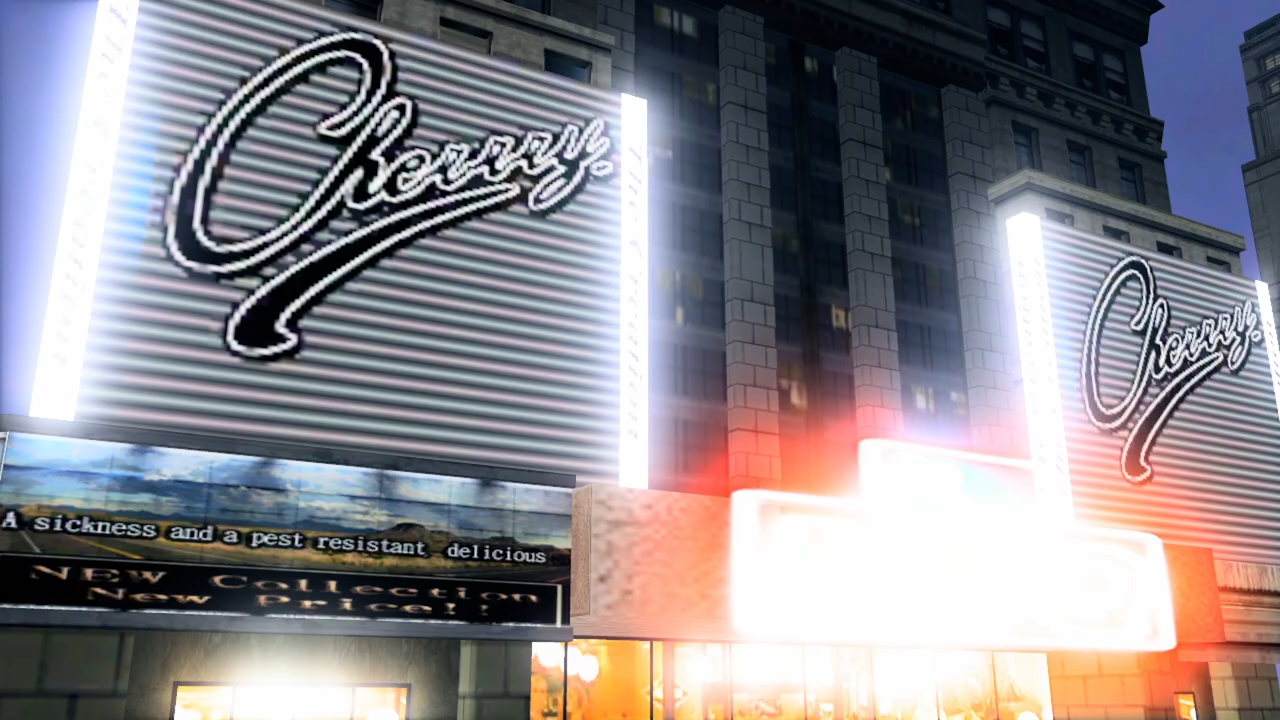 Cherry.
Cherry.
A sickness and a pest resistant delicious
NEW Collection
New Price!!